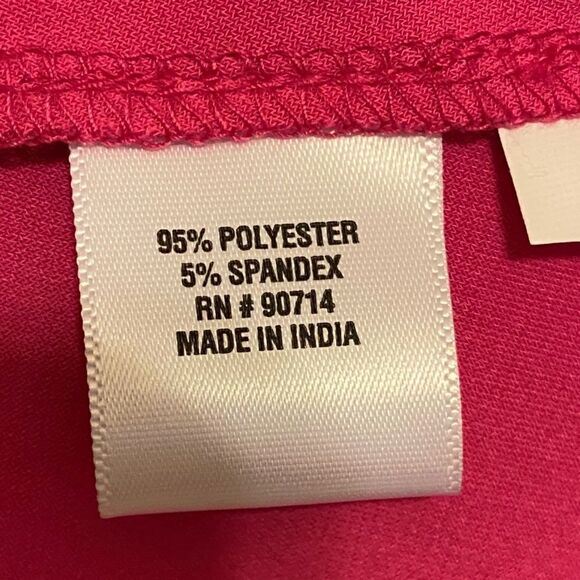 95% POLYESTER
5% SPANDEX
RN # 90714
MADE IN INDIA